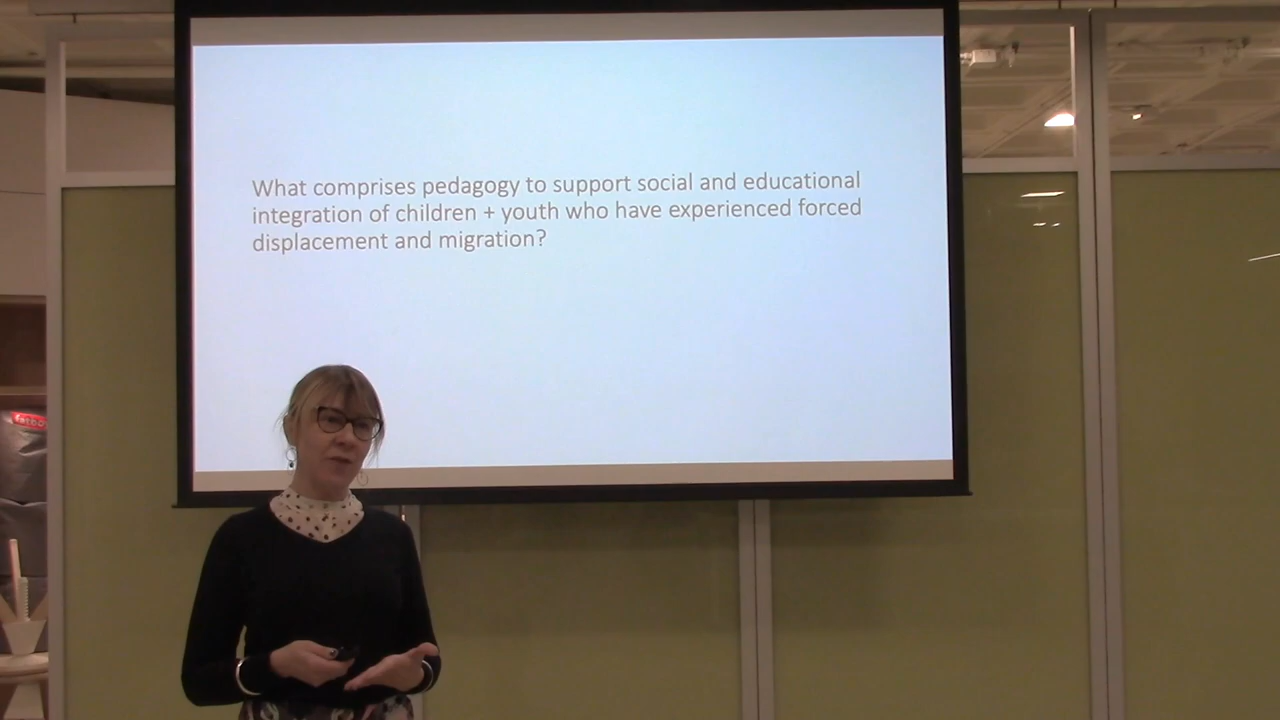 What comprises pedagogy to support social and educational
integration of children + youth who have experienced forced
displacement and migration?
fatbo